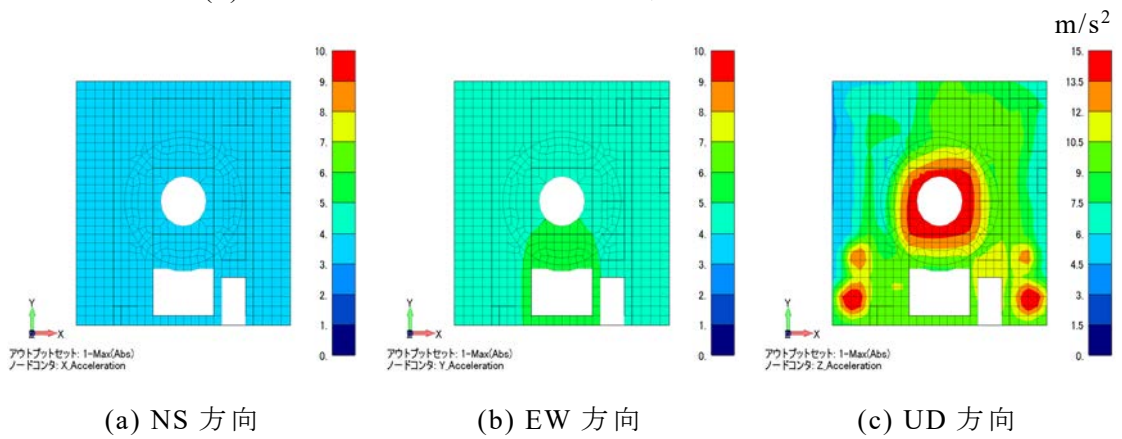 m/s²
10.
9.
8.
7.
6.
5.
4.
3.
2.
1.
0.
Y
X
Z
アウトプットセット: 1-Max(Abs)
ノードコンタ: X,Acceleration
(a) NS 方向
10.
9.
8.
7.
6.
5.
4.
3.
2.
1.
0.
Y
X
Z
アウトプットセット: 1-Max(Abs)
ノードコンタ: Y,Acceleration
(b) EW 方向
15.
13.5
12.
10.5
9.
7.5
6.
4.5
3.
1.5
0.
Y
X
Z
アウトプットセット: 1-Max(Abs)
ノードコンタ: Z,Acceleration
(c) UD 方向